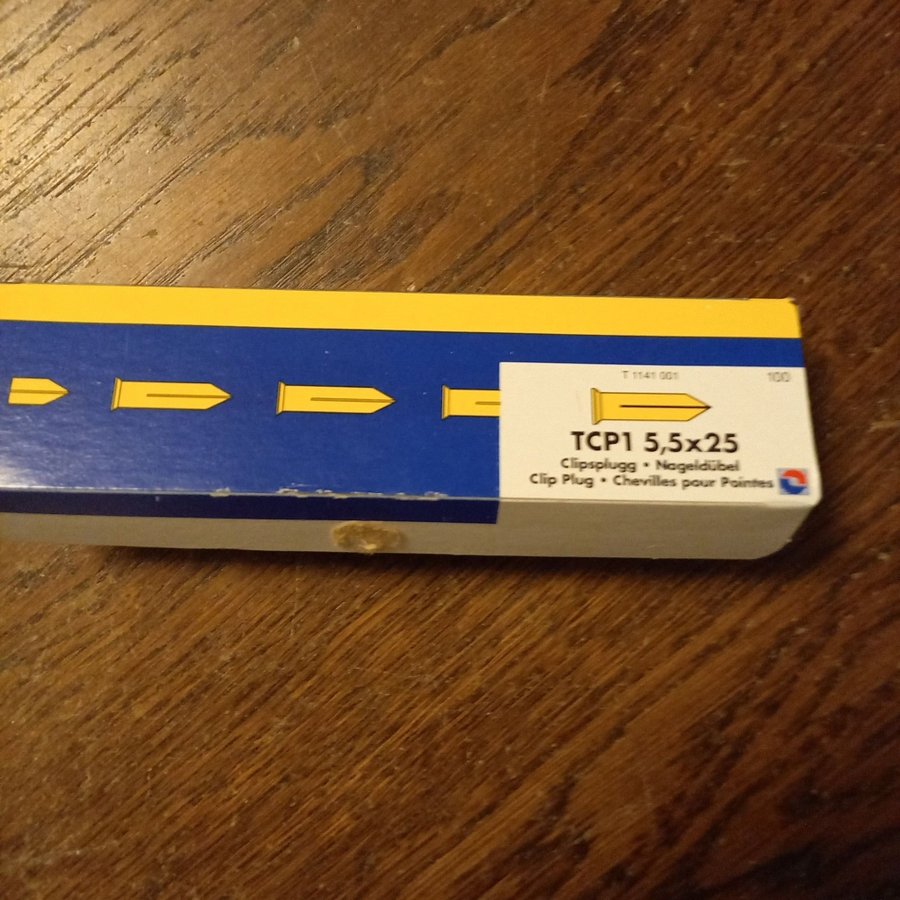 T 1141 001 100
TCP1 5,5x25
Clipsplugg • Nageldübel
Clip Plug • Chevilles pour Pointes